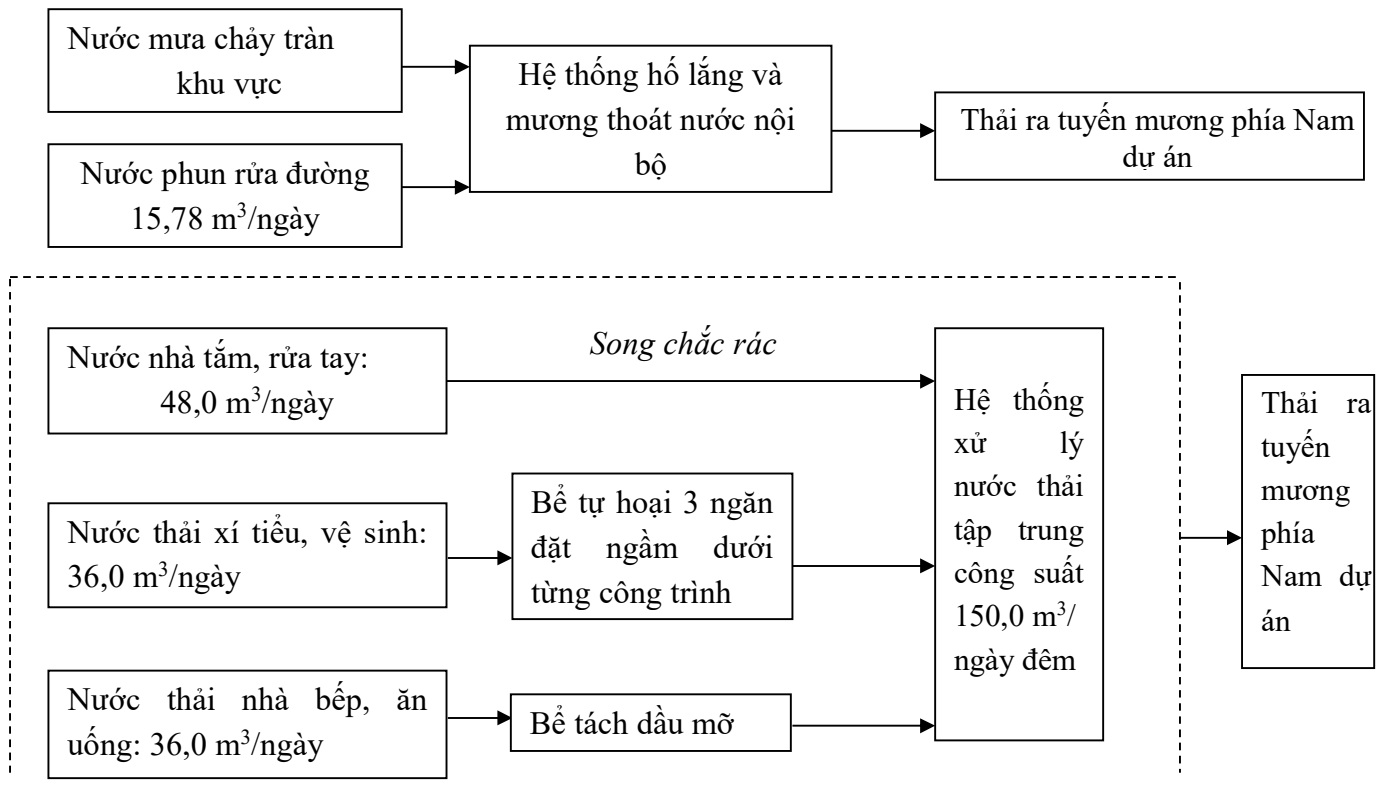 Nước mưa chảy tràn
khu vực
Nước phun rửa đường
15,78 m³/ngày
Hệ thống hố lắng và
mương thoát nước nội
bộ
Thải ra tuyến mương phía Nam
dự án
Nước nhà tắm, rửa tay:
48,0 m³/ngày
Song chắc rác
Nước thải xí tiểu, vệ sinh:
36,0 m³/ngày
Bể tự hoại 3 ngăn
đặt ngầm dưới
từng công trình
Nước thải nhà bếp, ăn
uống: 36,0 m³/ngày
Bể tách dầu mỡ
Hệ thống
xử lý
nước thải
tập trung
công suất
150,0 m³/
ngày đêm
Thải ra
tuyến
mương
phía
Nam dự
án